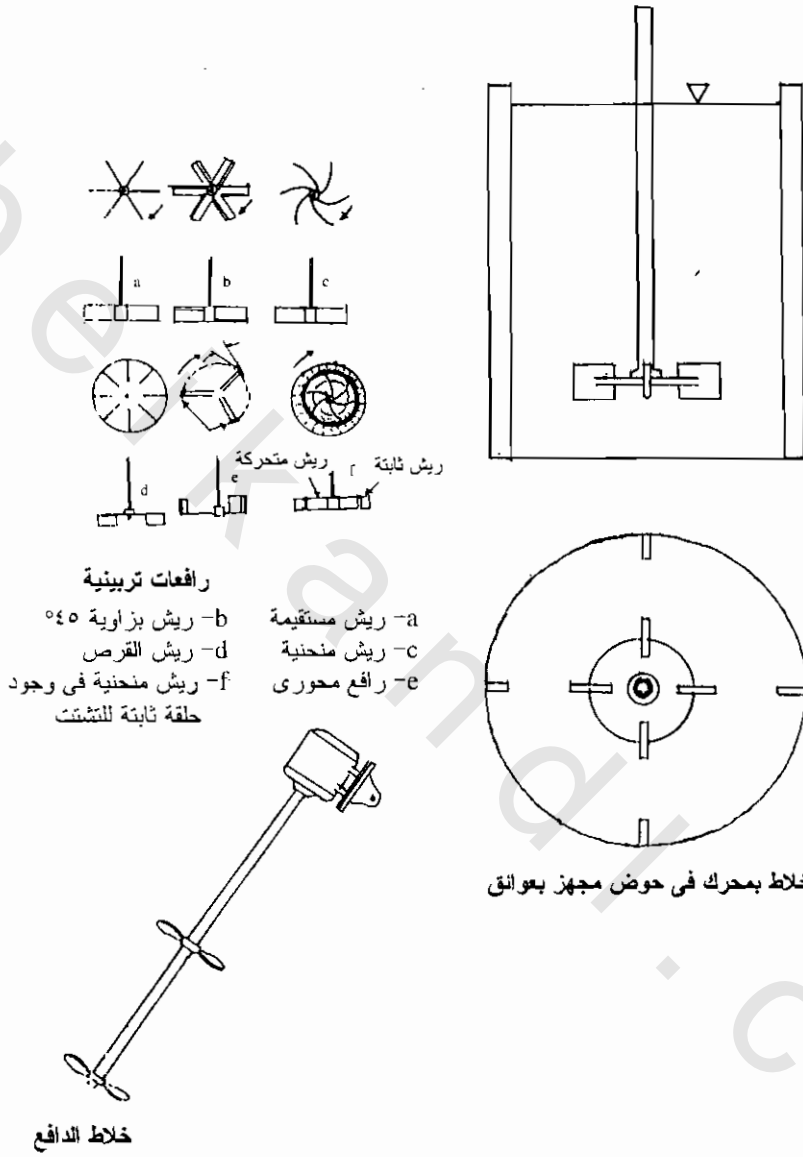 a b c
ريش متحركة f ريش ثابتة
d e
رافعات تربينية
a- ريش مستقيمة b- ريش بزاوية ٤٥°
c- ريش منحنية d- ريش القرص
e- رافع محورى f- ريش منحنية فى وجود
حلقة ثابتة للتشتت
خلاط بمحرك فى حوض مجهز بعوائق
خلاط الدافع